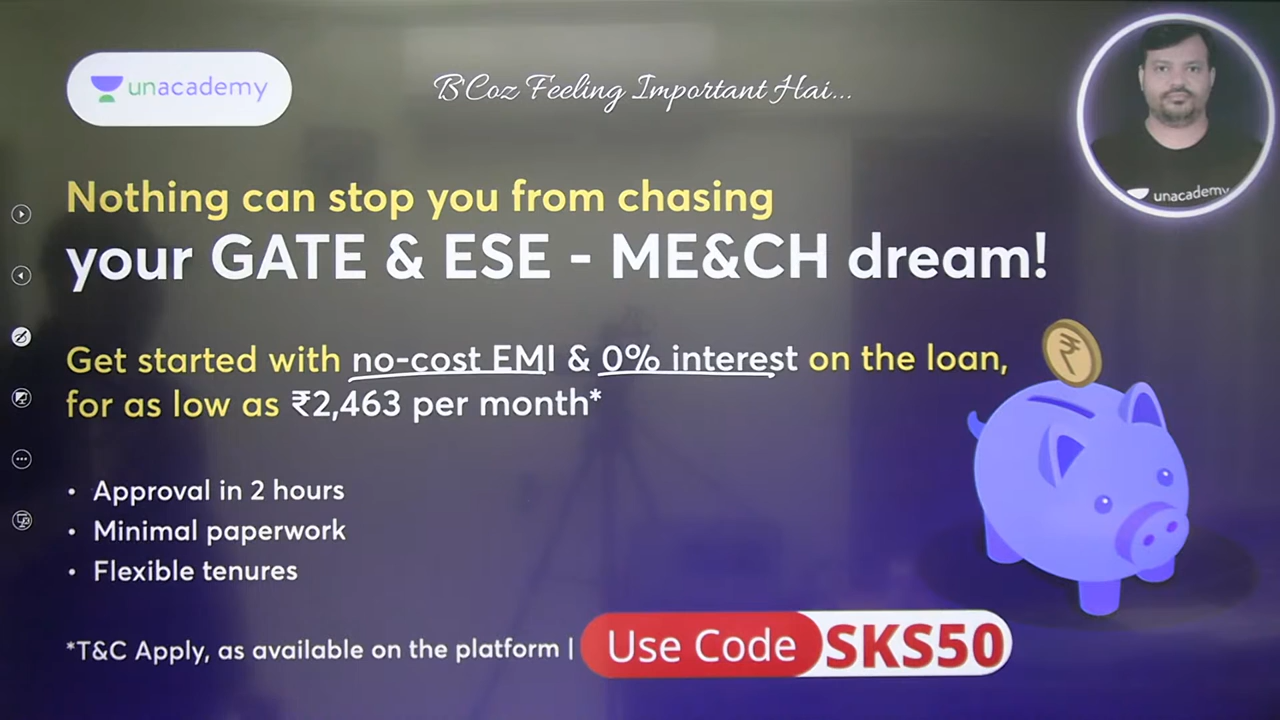 unacademy
B'Coz Feeling Important Hai...
unacademy
Nothing can stop you from chasing
your GATE & ESE - ME&CH dream!
Get started with no-cost EMI & 0% interest on the loan,
for as low as ₹2,463 per month*
• Approval in 2 hours
• Minimal paperwork
• Flexible tenures
*T&C Apply, as available on the platform | Use Code SKS50